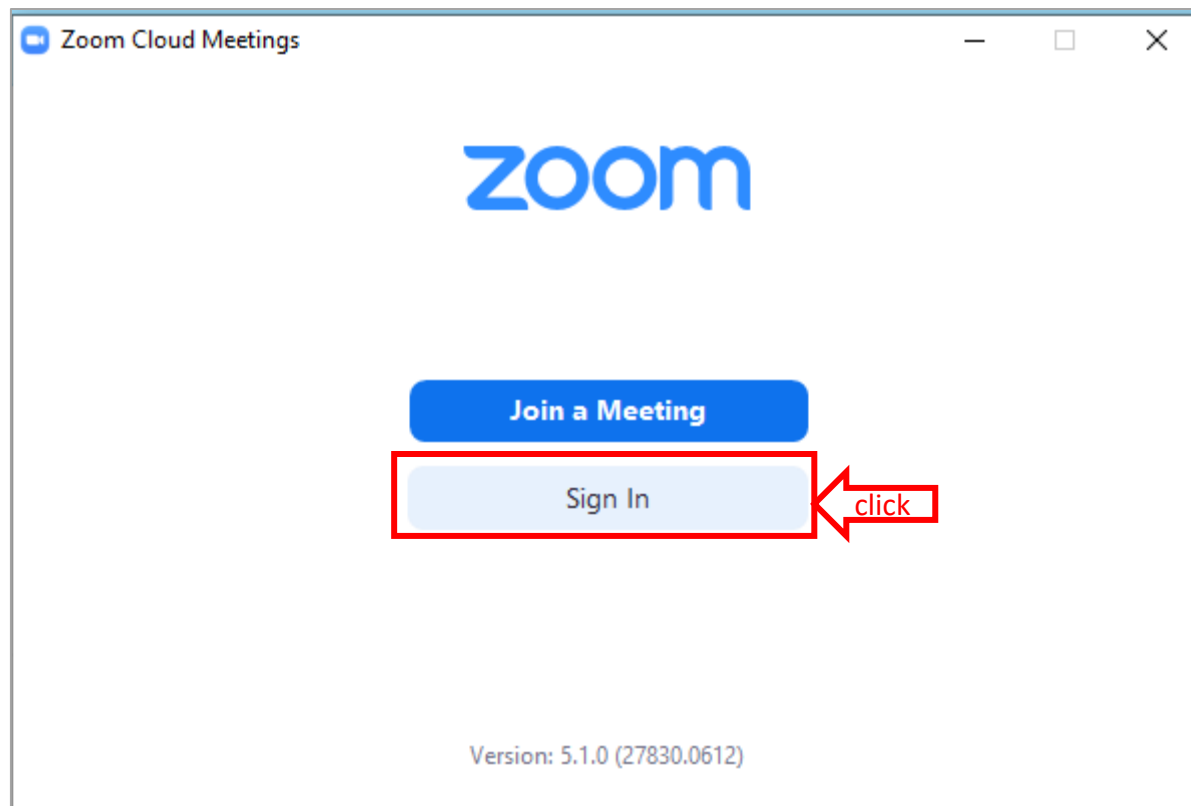 Zoom Cloud Meetings
zoom
Join a Meeting
Sign In
click
Version: 5.1.0 (27830.0612)